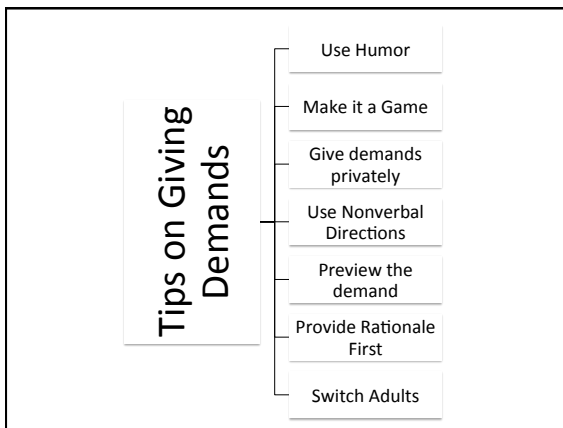 Tips on Giving
Demands
Use Humor
Make it a Game
Give demands
privately
Use Nonverbal
Directions
Preview the
demand
Provide Rationale
First
Switch Adults